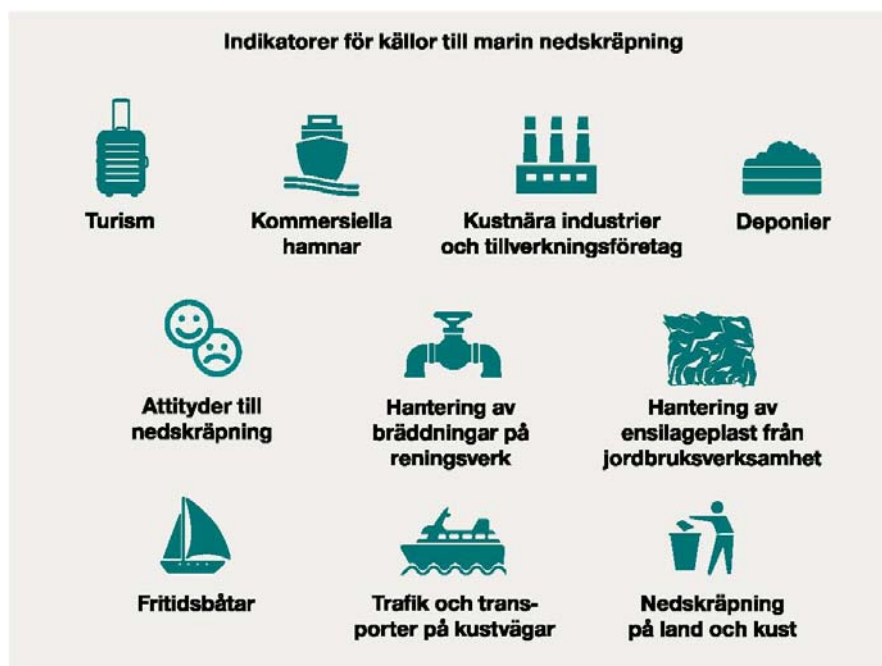 Indikatorer för källor till marin nedskräpning
Turism
Kommersiella
hamnar
Kustnära industrier
och tillverkningsföretag
Deponier
Attityder till
nedskräpning
Hantering av
bräddningar på
reningsverk
Hantering av
ensilageplast från
jordbruksverksamhet
Fritidsbåtar
Trafik och trans-
porter på kustvägar
Nedskräpning
på land och kust